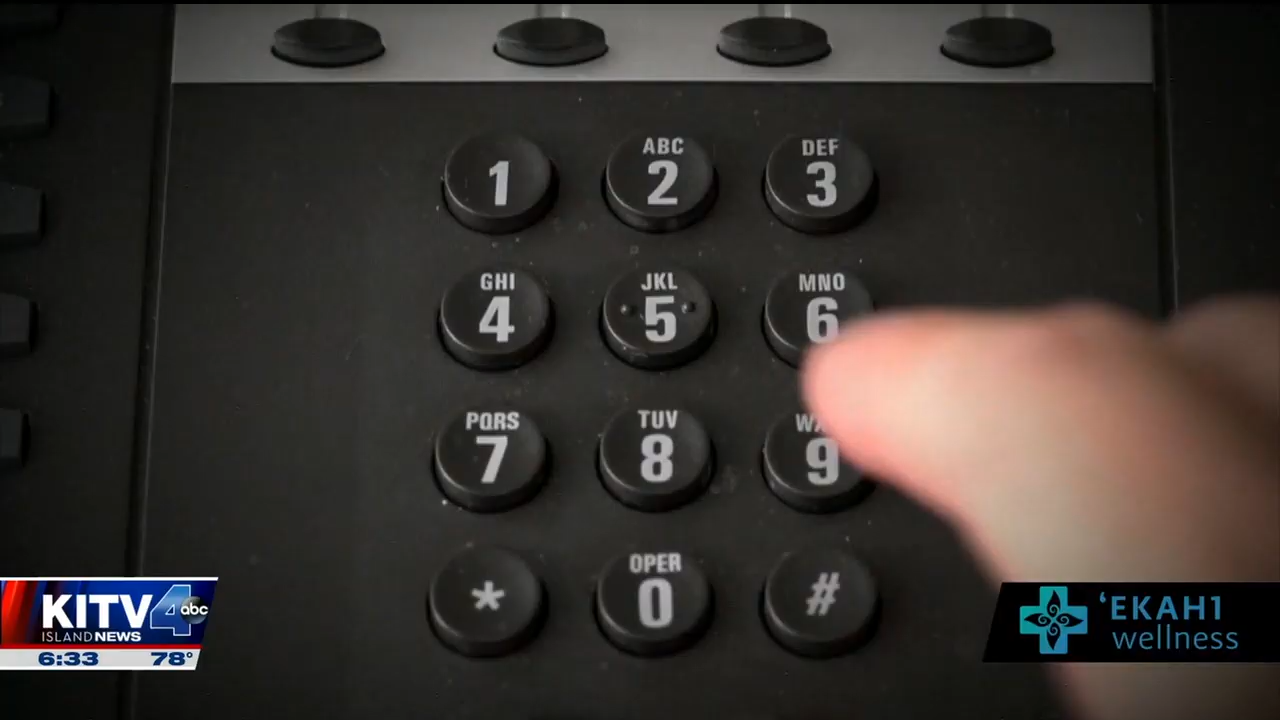 1
ABC
2
DEF
3
GHI
4
JKL
5
MNO
6
PQRS
7
TUV
8
9
*
OPER
0
#
KITV4 abc
ISLAND NEWS
6:33 78°
ʻEKAHI
wellness